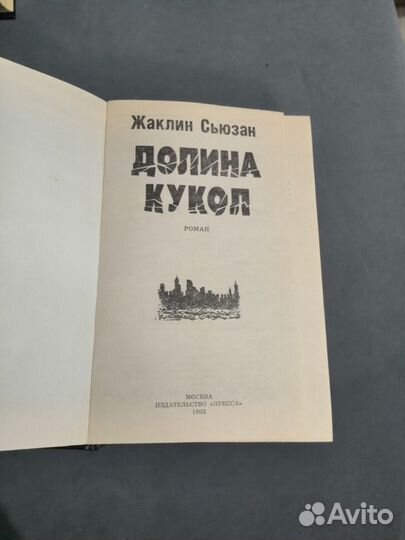 Жаклин Сьюзан
ДОЛИНА
КУКОЛ
РОМАН
МОСКВА
ИЗДАТЕЛЬСТВО «ПРЕССА»
1992
Avito